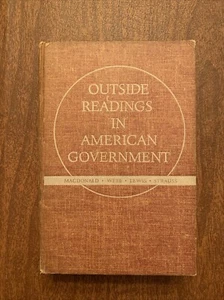 OUTSIDE
READINGS
IN
AMERICAN
GOVERNMENT
MACDONALD • WEBB • LEWIS • STRAUSS